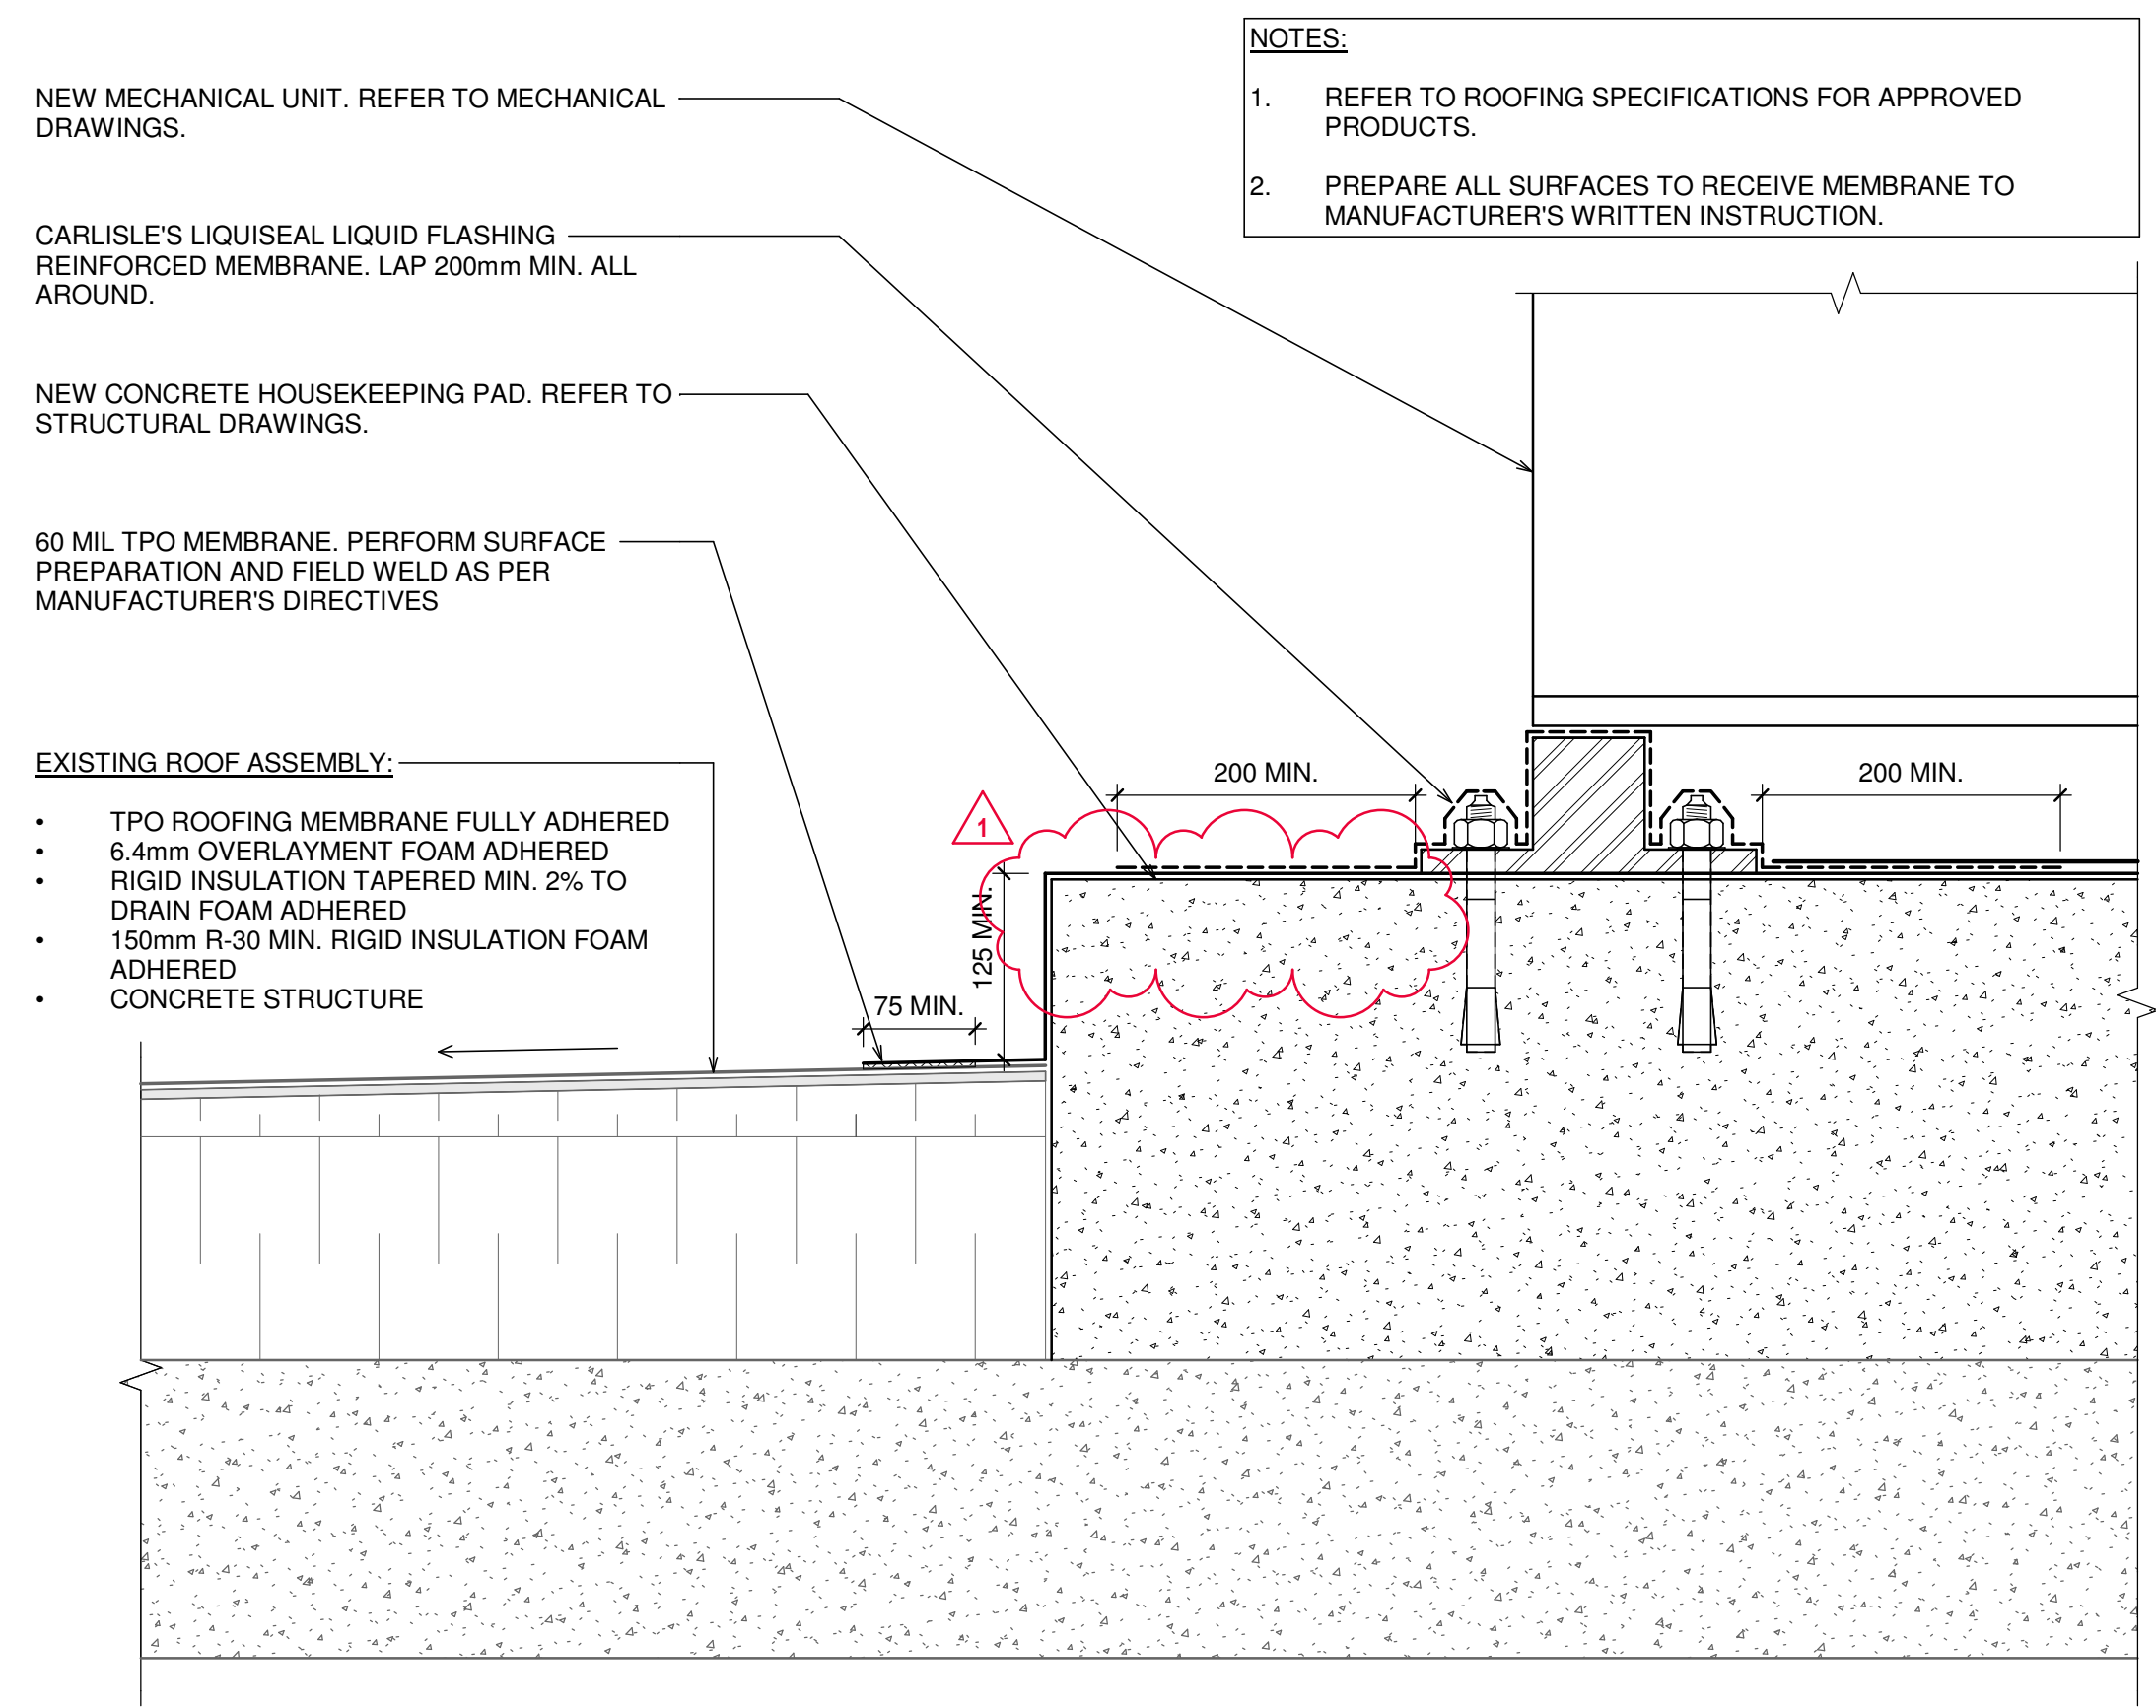 NOTES:
1. REFER TO ROOFING SPECIFICATIONS FOR APPROVED
PRODUCTS.
2. PREPARE ALL SURFACES TO RECEIVE MEMBRANE TO
MANUFACTURER'S WRITTEN INSTRUCTION.
NEW MECHANICAL UNIT. REFER TO MECHANICAL
DRAWINGS.
CARLISLE'S LIQUISEAL LIQUID FLASHING
REINFORCED MEMBRANE. LAP 200mm MIN. ALL
AROUND.
NEW CONCRETE HOUSEKEEPING PAD. REFER TO
STRUCTURAL DRAWINGS.
60 MIL TPO MEMBRANE. PERFORM SURFACE
PREPARATION AND FIELD WELD AS PER
MANUFACTURER'S DIRECTIVES
EXISTING ROOF ASSEMBLY:
• TPO ROOFING MEMBRANE FULLY ADHERED
• 6.4mm OVERLAYMENT FOAM ADHERED
• RIGID INSULATION TAPERED MIN. 2% TO
DRAIN FOAM ADHERED
• 150mm R-30 MIN. RIGID INSULATION FOAM
ADHERED
• CONCRETE STRUCTURE
200 MIN.
200 MIN.
1
125 MIN.
75 MIN.